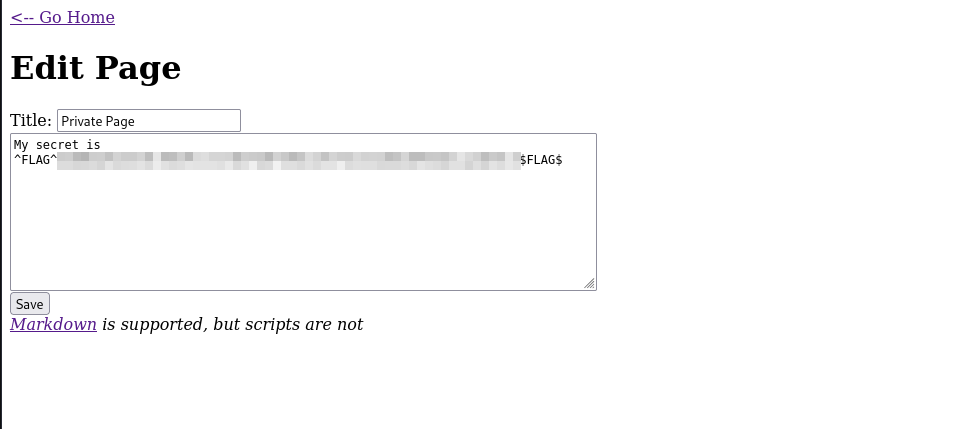 <-- Go Home
Edit Page
Title: Private Page
My secret is
^FLAG^ $FLAG$
Save
Markdown is supported, but scripts are not